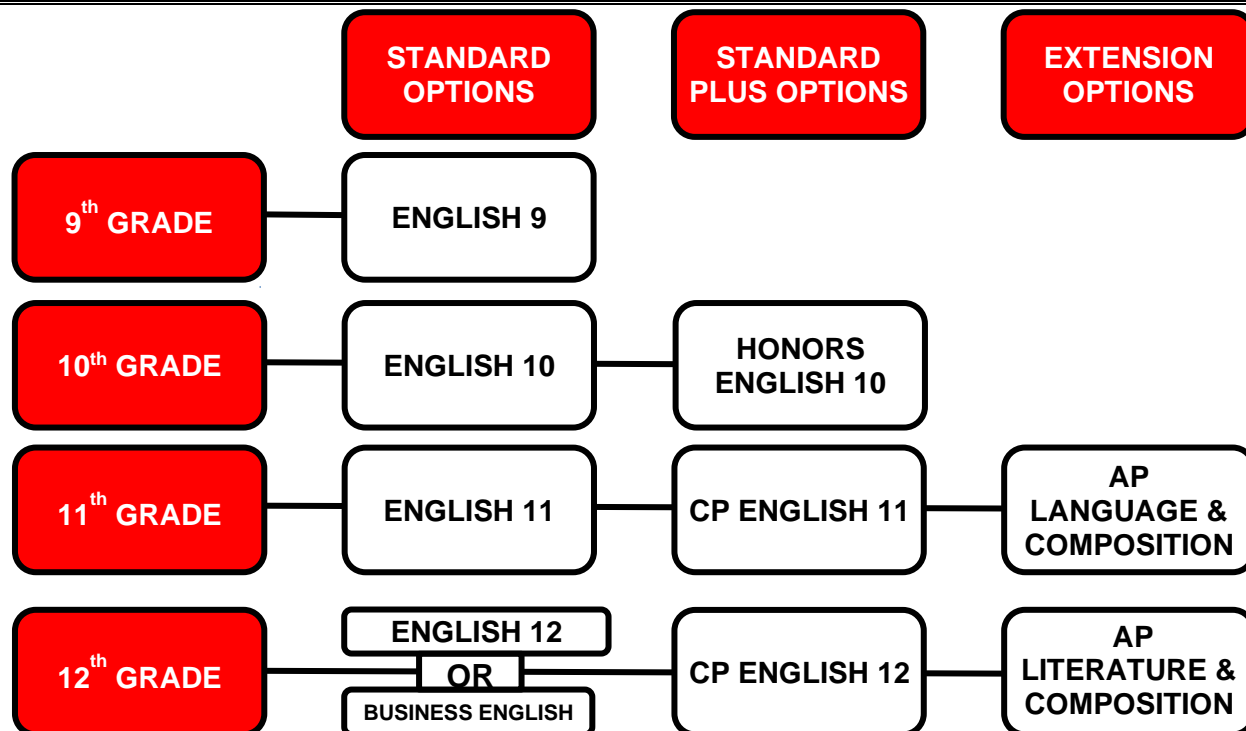 STANDARD
OPTIONS
STANDARD
PLUS OPTIONS
EXTENSION
OPTIONS
9th GRADE
ENGLISH 9
10th GRADE
ENGLISH 10
HONORS
ENGLISH 10
11th GRADE
ENGLISH 11
CP ENGLISH 11
AP
LANGUAGE &
COMPOSITION
12th GRADE
ENGLISH 12
OR
BUSINESS ENGLISH
CP ENGLISH 12
AP
LITERATURE &
COMPOSITION